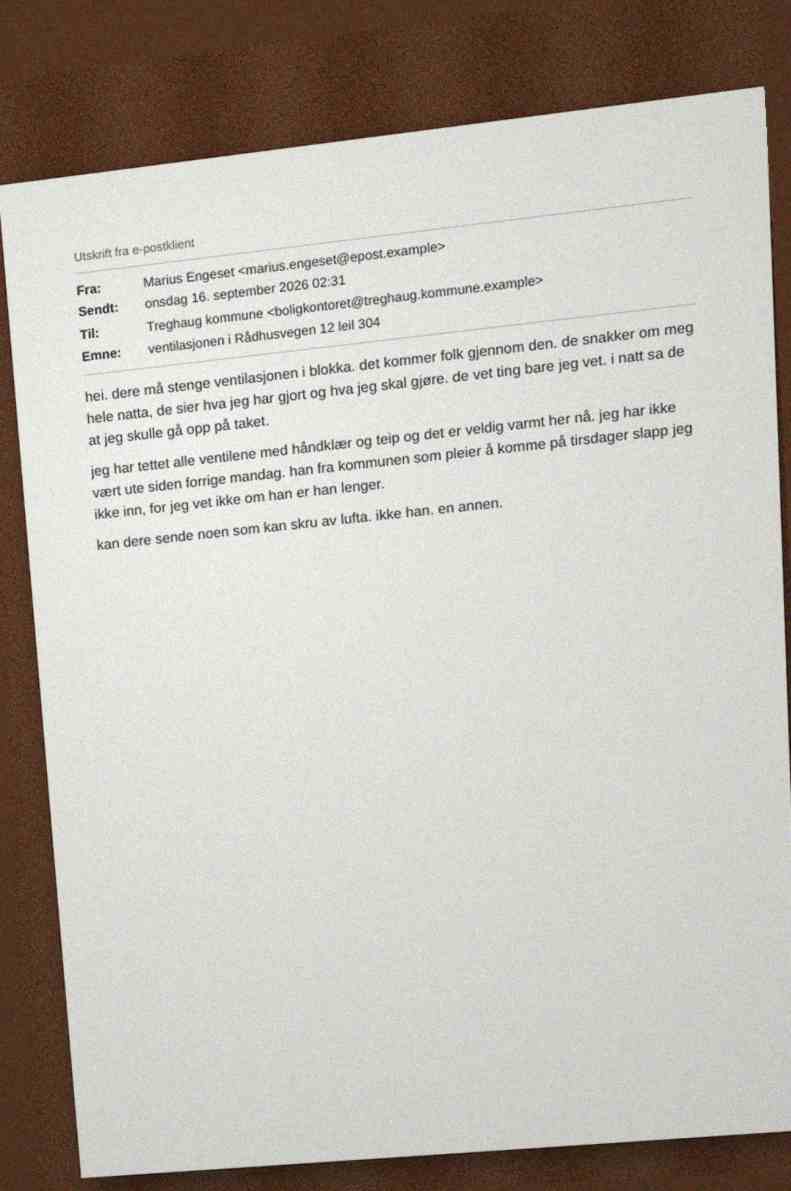 Utskrift fra e-postklient
Fra: Marius Engeset <marius.engeset@epost.example>
Sendt: onsdag 16. september 2026 02:31
Til: Treghaug kommune <boligkontoret@treghaug.kommune.example>
Emne: ventilasjonen i Rådhusvegen 12 leil 304
hei. dere må stenge ventilasjonen i blokka. det kommer folk gjennom den. de snakker om meg
hele natta, de sier hva jeg har gjort og hva jeg skal gjøre. de vet ting bare jeg vet. i natt sa de
at jeg skulle gå opp på taket.
jeg har tettet alle ventilene med håndklær og teip og det er veldig varmt her nå. jeg har ikke
vært ute siden forrige mandag. han fra kommunen som pleier å komme på tirsdager slapp jeg
ikke inn, for jeg vet ikke om han er han lenger.
kan dere sende noen som kan skru av lufta. ikke han. en annen.